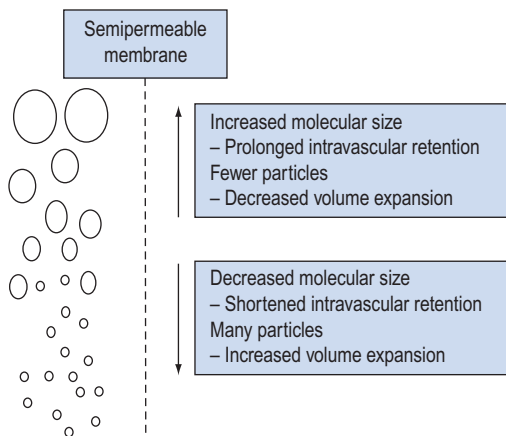 Semipermeable
membrane
Increased molecular size
– Prolonged intravascular retention
Fewer particles
– Decreased volume expansion
Decreased molecular size
– Shortened intravascular retention
Many particles
– Increased volume expansion